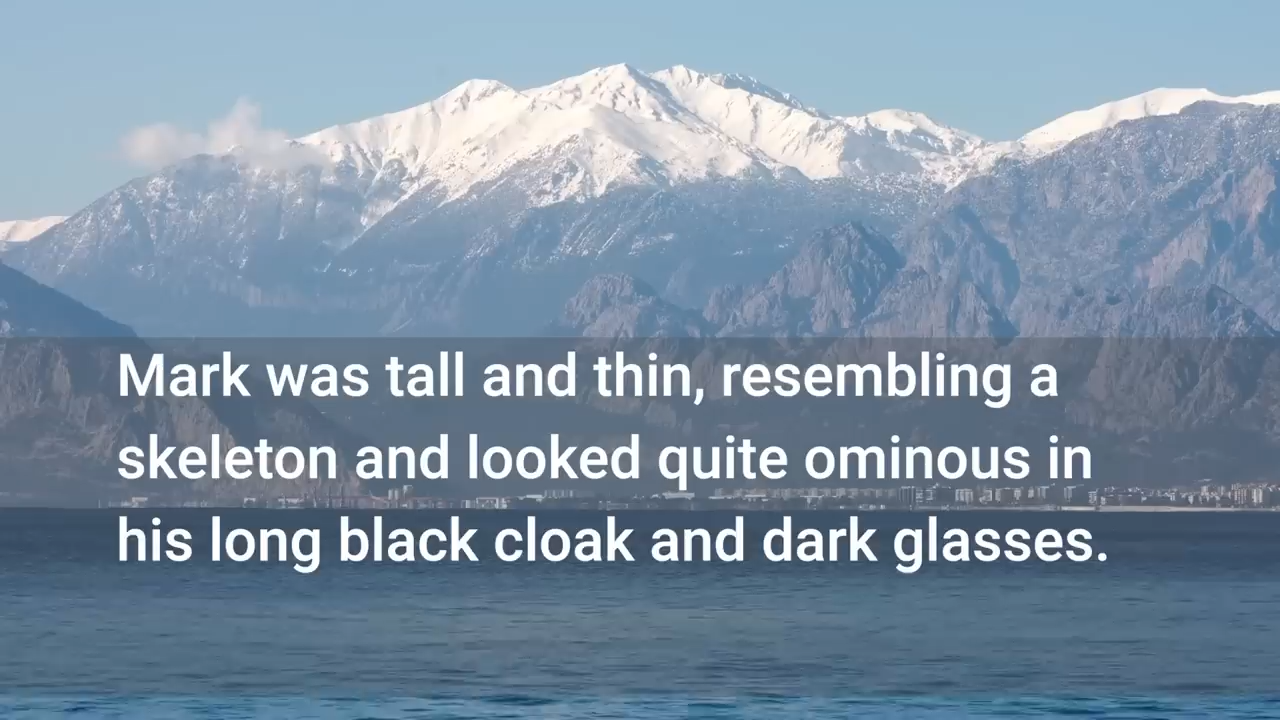 Mark was tall and thin, resembling a
skeleton and looked quite ominous in
his long black cloak and dark glasses.